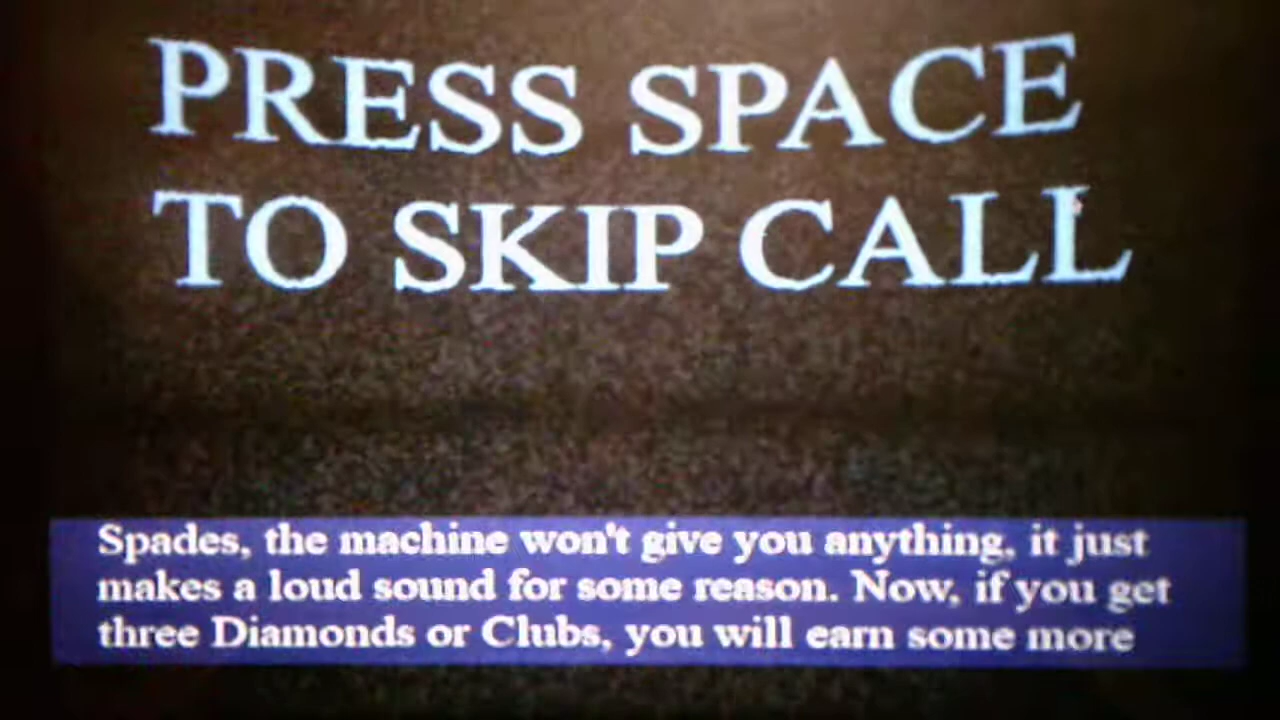 PRESS SPACE
TO SKIP CALL
Spades, the machine won't give you anything, it just
makes a loud sound for some reason. Now, if you get
three Diamonds or Clubs, you will earn some more